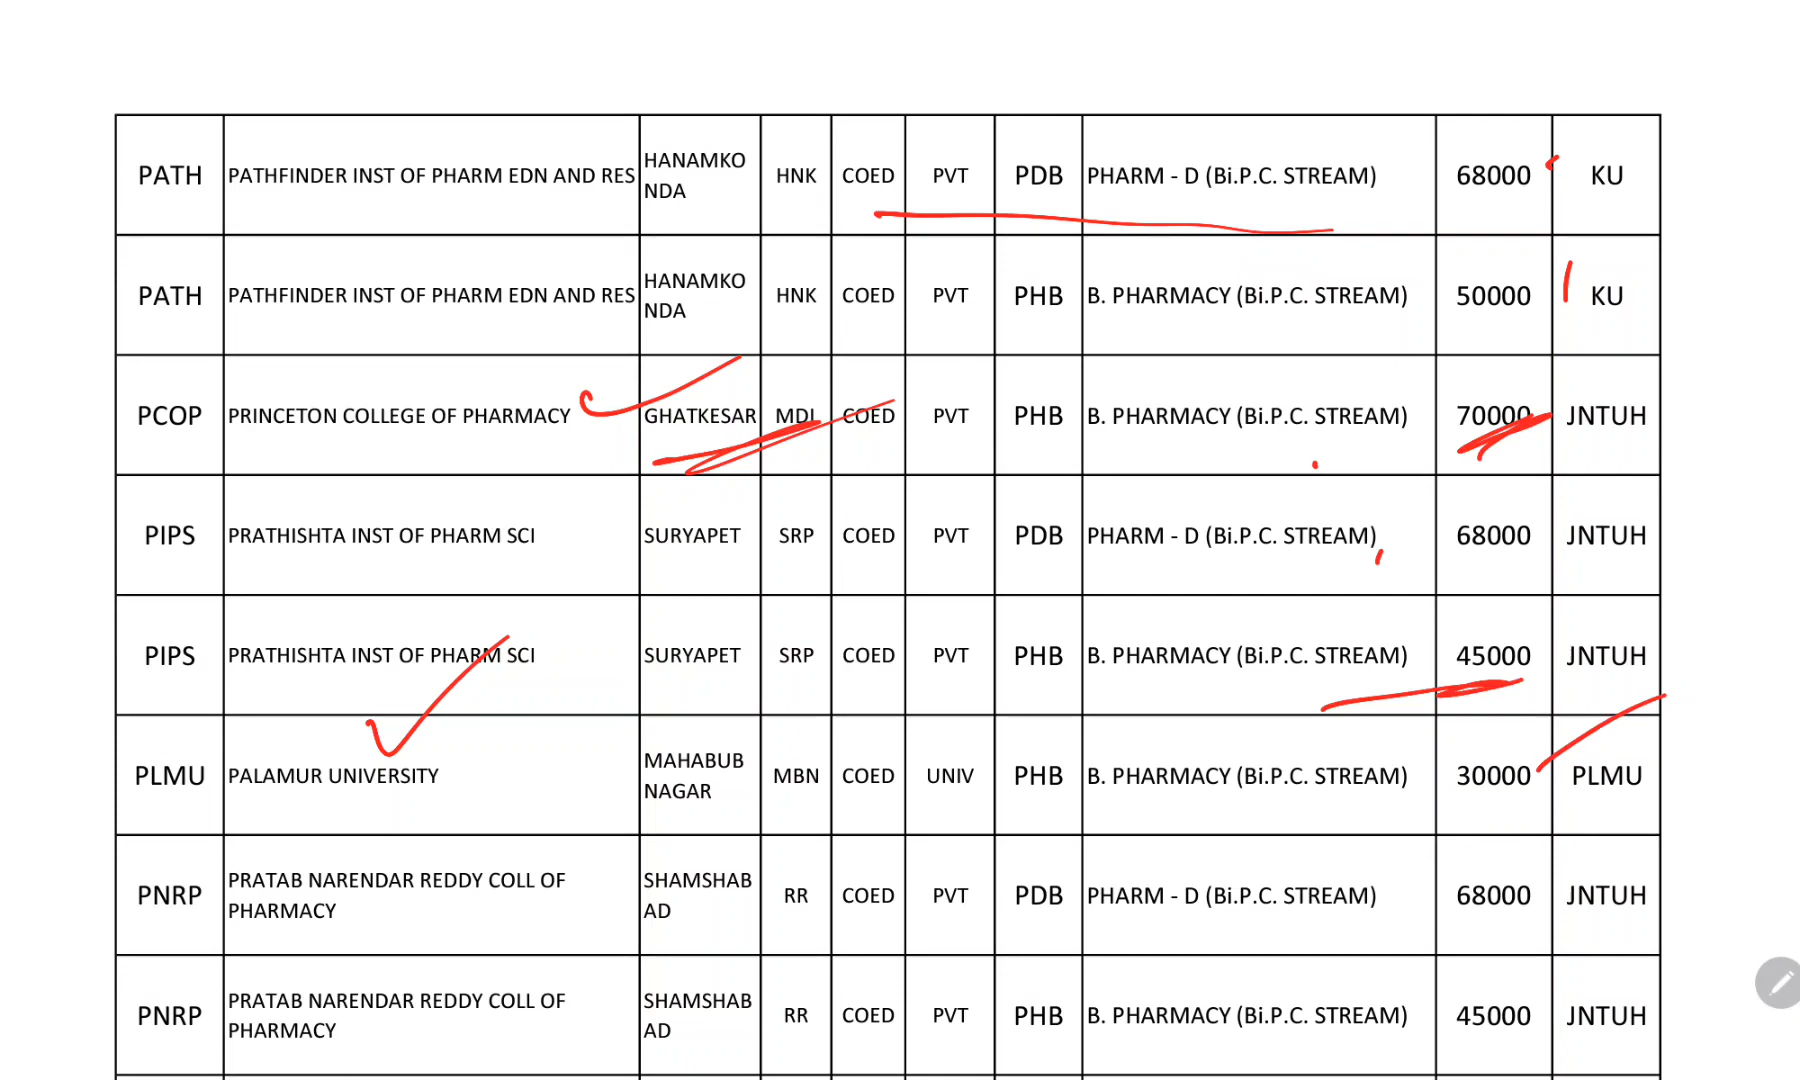 PATH PATHFINDER INST OF PHARM EDN AND RES HANAMKO HNK COED PVT PDB PHARM - D (Bi.P.C. STREAM) 68000 KU
NDA
PATH PATHFINDER INST OF PHARM EDN AND RES HANAMKO HNK COED PVT PHB B. PHARMACY (Bi.P.C. STREAM) 50000 KU
NDA
PCOP PRINCETON COLLEGE OF PHARMACY GHATKESAR MDL COED PVT PHB B. PHARMACY (Bi.P.C. STREAM) 70000 JNTUH
PIPS PRATHISHTA INST OF PHARM SCI SURYAPET SRP COED PVT PDB PHARM - D (Bi.P.C. STREAM) 68000 JNTUH
PIPS PRATHISHTA INST OF PHARM SCI SURYAPET SRP COED PVT PHB B. PHARMACY (Bi.P.C. STREAM) 45000 JNTUH
PLMU PALAMUR UNIVERSITY MAHABUB MBN COED UNIV PHB B. PHARMACY (Bi.P.C. STREAM) 30000 PLMU
NAGAR
PNRP PRATAB NARENDAR REDDY COLL OF SHAMSHAB RR COED PVT PDB PHARM - D (Bi.P.C. STREAM) 68000 JNTUH
PHARMACY AD
PNRP PRATAB NARENDAR REDDY COLL OF SHAMSHAB RR COED PVT PHB B. PHARMACY (Bi.P.C. STREAM) 45000 JNTUH
PHARMACY AD